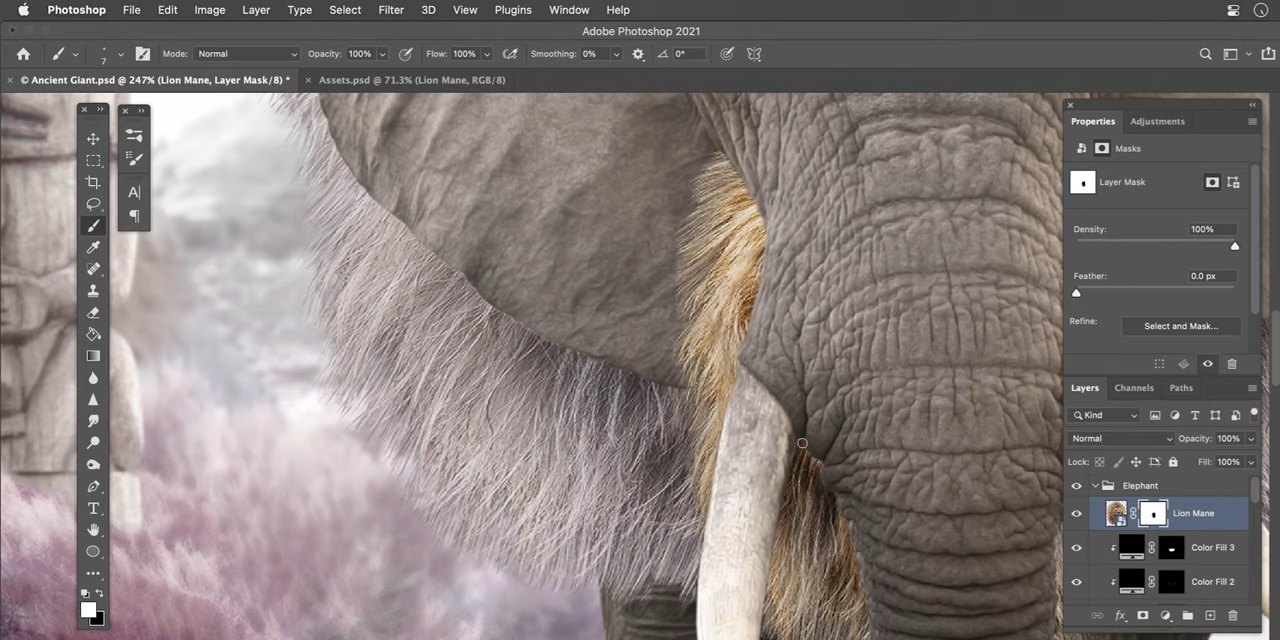 Photoshop File Edit Image Layer Type Select Filter 3D View Plugins Window Help
Adobe Photoshop 2021
7 Mode: Normal Opacity: 100% Flow: 100% Smoothing: 0% 0°
© Ancient Giant.psd @ 247% (Lion Mane, Layer Mask/8) * Assets.psd @ 71.3% (Lion Mane, RGB/8)
Properties Adjustments
Masks
Layer Mask
Density: 100%
Feather: 0.0 px
Refine: Select and Mask...
Layers Channels Paths
Kind
Normal Opacity: 100%
Lock: Fill: 100%
Elephant
Lion Mane
Color Fill 3
Color Fill 2